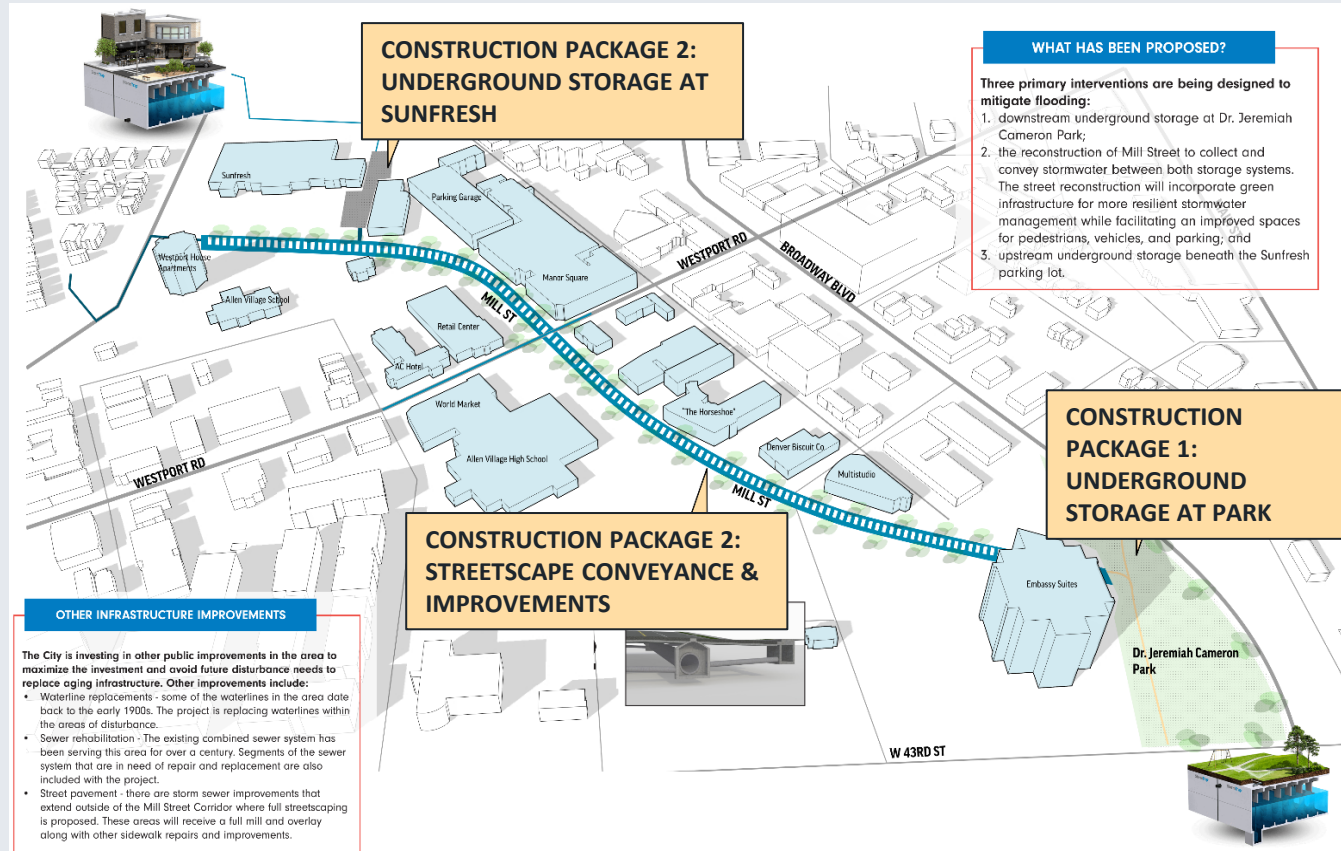 CONSTRUCTION PACKAGE 2:
UNDERGROUND STORAGE AT
SUNFRESH
WHAT HAS BEEN PROPOSED?
Three primary interventions are being designed to
mitigate flooding:
1. downstream underground storage at Dr. Jeremiah
Cameron Park;
2. the reconstruction of Mill Street to collect and
convey stormwater between both storage systems.
The street reconstruction will incorporate green
infrastructure for more resilient stormwater
management while facilitating an improved spaces
for pedestrians, vehicles, and parking; and
3. upstream underground storage beneath the Sunfresh
parking lot.
Sunfresh
Parking Garage
Westport House
Apartments
Manor Square
WESTPORT RD
BROADWAY BLVD
Allen Village School
MILL ST
Retail Center
AC Hotel
World Market
"The Horseshoe"
Allen Village High School
Denver Biscuit Co.
WESTPORT RD
Multistudio
MILL ST
CONSTRUCTION
PACKAGE 1:
UNDERGROUND
STORAGE AT PARK
CONSTRUCTION PACKAGE 2:
STREETSCAPE CONVEYANCE &
IMPROVEMENTS
Embassy Suites
Dr. Jeremiah Cameron
Park
W 43RD ST
OTHER INFRASTRUCTURE IMPROVEMENTS
The City is investing in other public improvements in the area to
maximize the investment and avoid future disturbance needs to
replace aging infrastructure. Other improvements include:
• Waterline replacements - some of the waterlines in the area date
back to the early 1900s. The project is replacing waterlines within
the areas of disturbance.
• Sewer rehabilitation - The existing combined sewer system has
been serving this area for over a century. Segments of the sewer
system that are in need of repair and replacement are also
included with the project.
• Street pavement - there are storm sewer improvements that
extend outside of the Mill Street Corridor where full streetscaping
is proposed. These areas will receive a full mill and overlay
along with other sidewalk repairs and improvements.